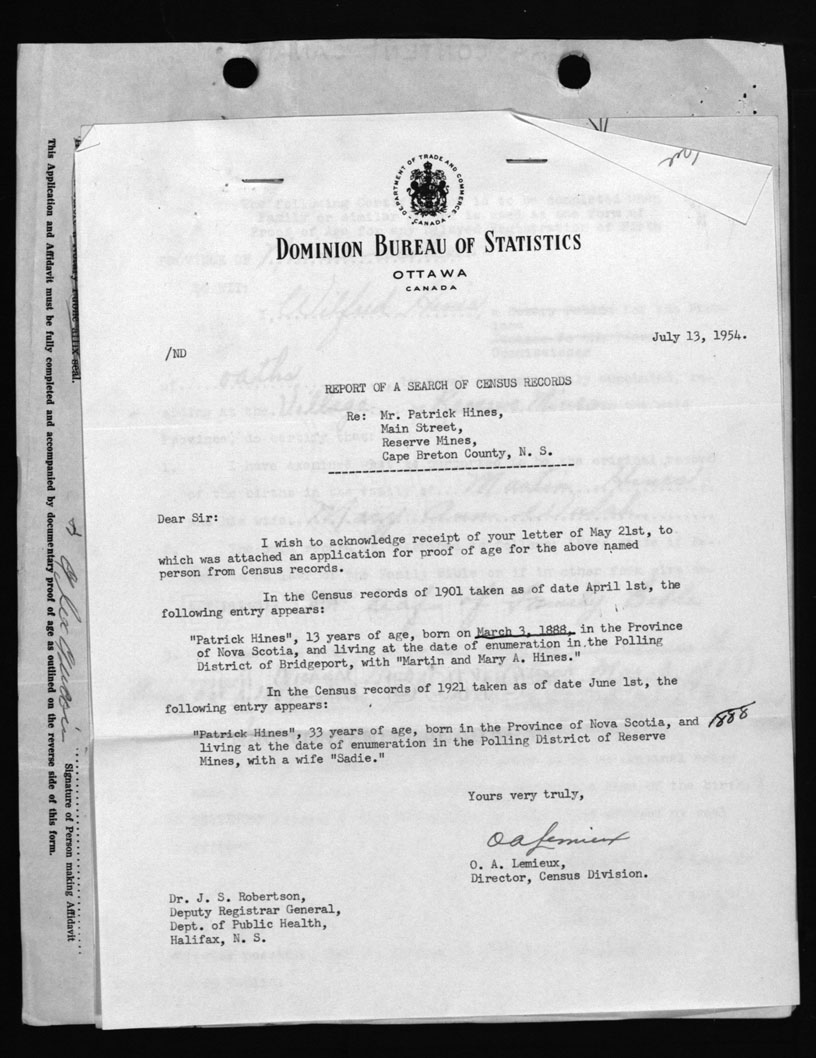 DEPARTMENT OF TRADE AND COMMERCE
CANADA
DOMINION BUREAU OF STATISTICS
OTTAWA
CANADA
/ND
July 13, 1954.
REPORT OF A SEARCH OF CENSUS RECORDS
Re: Mr. Patrick Hines,
Main Street,
Reserve Mines,
Cape Breton County, N. S.
Dear Sir:
I wish to acknowledge receipt of your letter of May 21st, to
which was attached an application for proof of age for the above named
person from Census records.
In the Census records of 1901 taken as of date April 1st, the
following entry appears:
"Patrick Hines", 13 years of age, born on March 3, 1888, in the Province
of Nova Scotia, and living at the date of enumeration in the Polling
District of Bridgeport, with "Martin and Mary A. Hines."
In the Census records of 1921 taken as of date June 1st, the
following entry appears:
"Patrick Hines", 33 years of age, born in the Province of Nova Scotia, and
living at the date of enumeration in the Polling District of Reserve
Mines, with a wife "Sadie."
1888
Yours very truly,
O A Lemieux
O. A. Lemieux,
Director, Census Division.
Dr. J. S. Robertson,
Deputy Registrar General,
Dept. of Public Health,
Halifax, N. S.
Signature of Person making Affidavit
This Application and Affidavit must be fully completed and accompanied by documentary proof of age as outlined on the reverse side of this form.